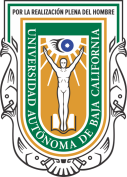 POR LA REALIZACIÓN PLENA DEL HOMBRE
UNIVERSIDAD AUTÓNOMA DE BAJA CALIFORNIA